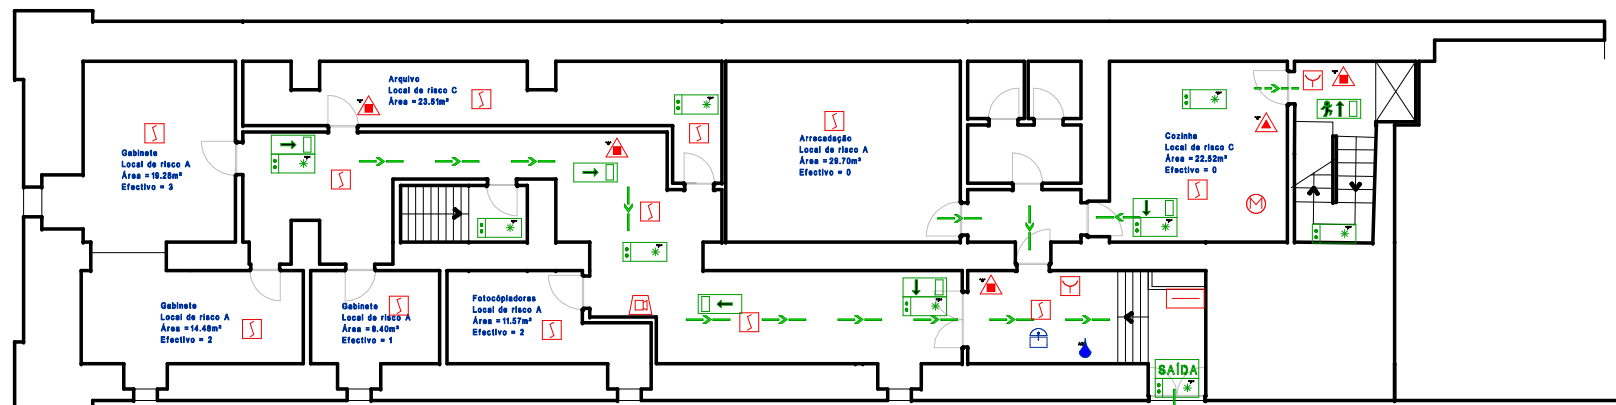 Arquivo
Local de risco C
Área = 23.51m²
Gabinete
Local de risco A
Área = 19.28m²
Efectivo = 3
Arrecadação
Local de risco A
Área = 29.70m²
Efectivo = 0
Cozinha
Local de risco C
Área = 22.52m²
Efectivo = 0
Gabinete
Local de risco A
Área = 14.48m²
Efectivo = 2
Gabinete
Local de risco A
Área = 8.40m²
Efectivo = 1
Fotocópiadoras
Local de risco A
Área = 11.57m²
Efectivo = 2
M
SAÍDA